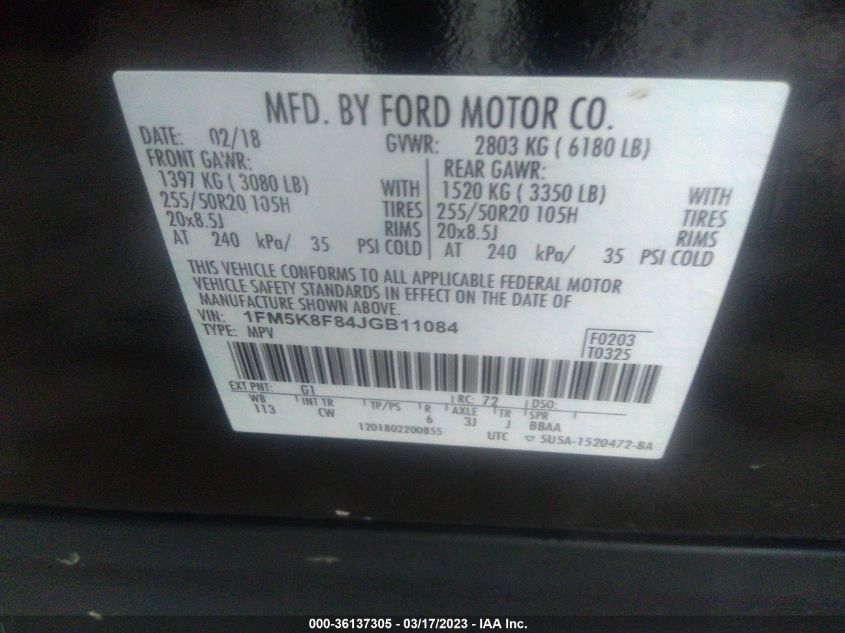 MFD. BY FORD MOTOR CO.
DATE: 02/18 GVWR: 2803 KG ( 6180 LB)
FRONT GAWR: REAR GAWR:
1397 KG ( 3080 LB) WITH 1520 KG ( 3350 LB) WITH
255/50R20 105H TIRES 255/50R20 105H TIRES
20x8.5J RIMS 20x8.5J RIMS
AT 240 kPa/ 35 PSI COLD AT 240 kPa/ 35 PSI COLD
THIS VEHICLE CONFORMS TO ALL APPLICABLE FEDERAL MOTOR
VEHICLE SAFETY STANDARDS IN EFFECT ON THE DATE OF
MANUFACTURE SHOWN ABOVE.
VIN: 1FM5K8F84JGB11084
TYPE: MPV
F0203
T0325
EXT PNT: G1 RC: 72 DSO:
WB INT TR TP/PS R AXLE TR SPR
113 CW 6 3J J BBAA
1201802200855 UTC ▽ SU5A-1520472-BA
000-36137305 - 03/17/2023 - IAA Inc.